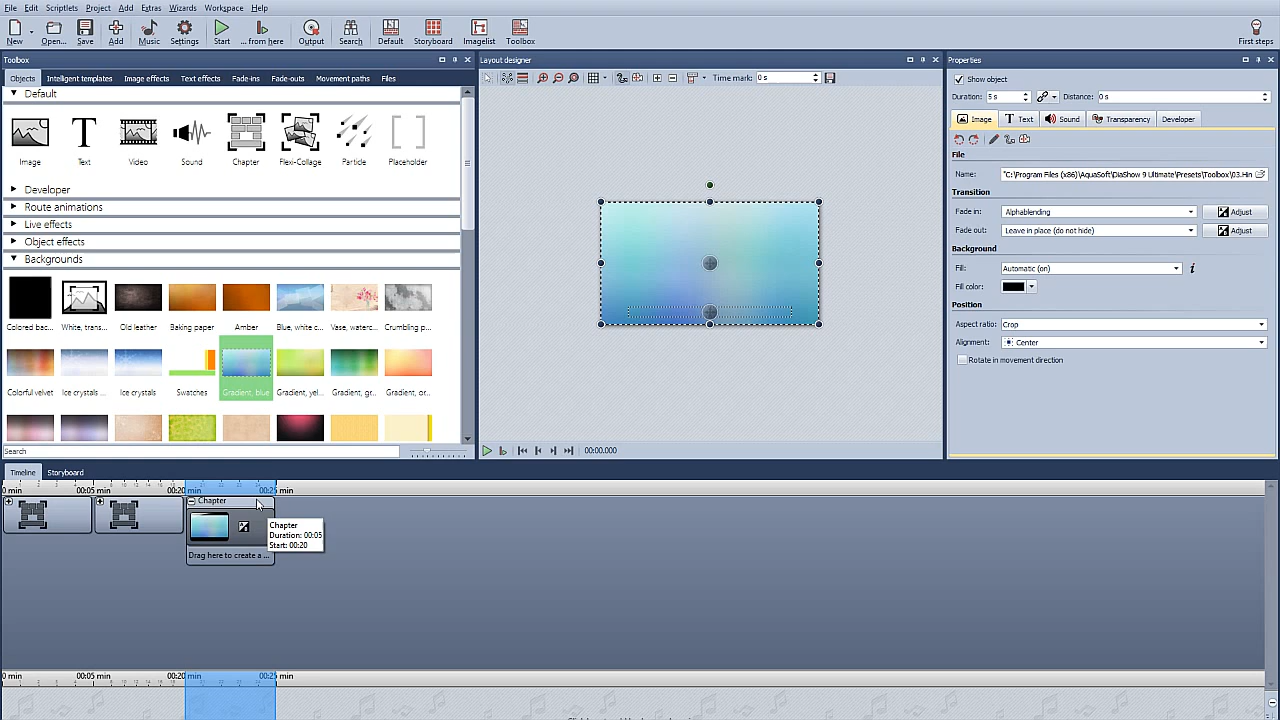 File Edit Scriptlets Project Add Extras Wizards Workspace Help
New Open... Save Add Music Settings Start ... from here Output Search Default Storyboard Imagelist Toolbox First steps
Toolbox
Objects Intelligent templates Image effects Text effects Fade-ins Fade-outs Movement paths Files
Default
Image Text Video Sound Chapter Flexi-Collage Particle Placeholder
Developer
Route animations
Live effects
Object effects
Backgrounds
Colored bac... White, trans... Old leather Baking paper Amber Blue, white c... Vase, waterc... Crumbling p...
Colorful velvet Ice crystals ... Ice crystals Swatches Gradient, blue Gradient, yel... Gradient, gr... Gradient, or...
Search
Layout designer
Time mark: 0 s
00:00.000
Properties
Show object
Duration: 5 s Distance: 0 s
Image Text Sound Transparency Developer
File
Name: "C:\Program Files (x86)\AquaSoft\DiaShow 9 Ultimate\Presets\Toolbox\03.Hin
Transition
Fade in: Alphablending Adjust
Fade out: Leave in place (do not hide) Adjust
Background
Fill: Automatic (on)
Fill color:
Position
Aspect ratio: Crop
Alignment: Center
Rotate in movement direction
Timeline Storyboard
0 min 00:05 min 00:20 min 00:25 min
Chapter
Chapter
Duration: 00:05
Start: 00:20
Drag here to create a ...
0 min 00:05 min 00:20 min 00:25 min